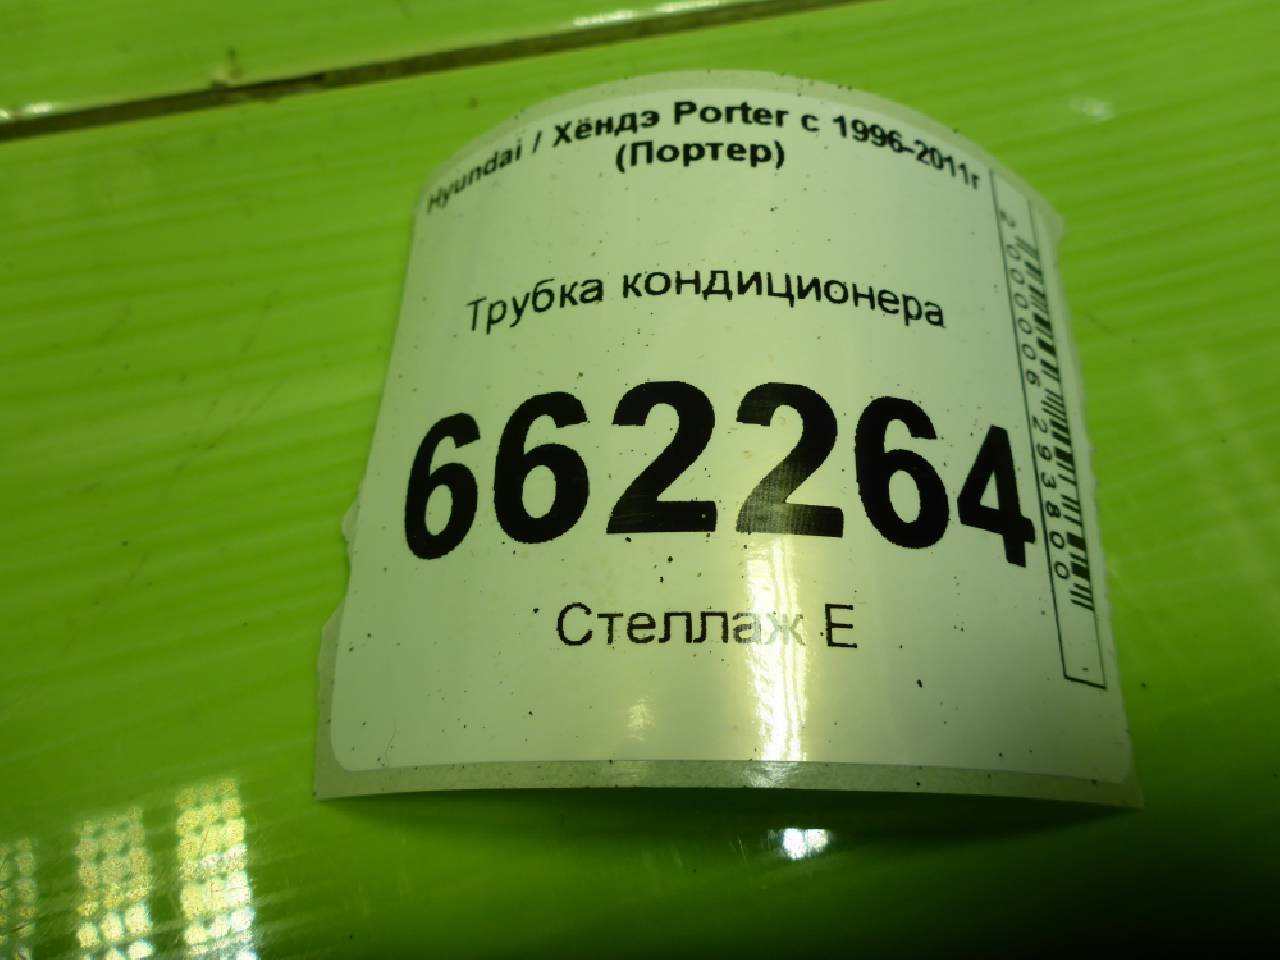 Hyundai / Хёндэ Porter с 1996-2011г
(Портер)
Трубка кондиционера
662264
Стеллаж Е
2000006293800